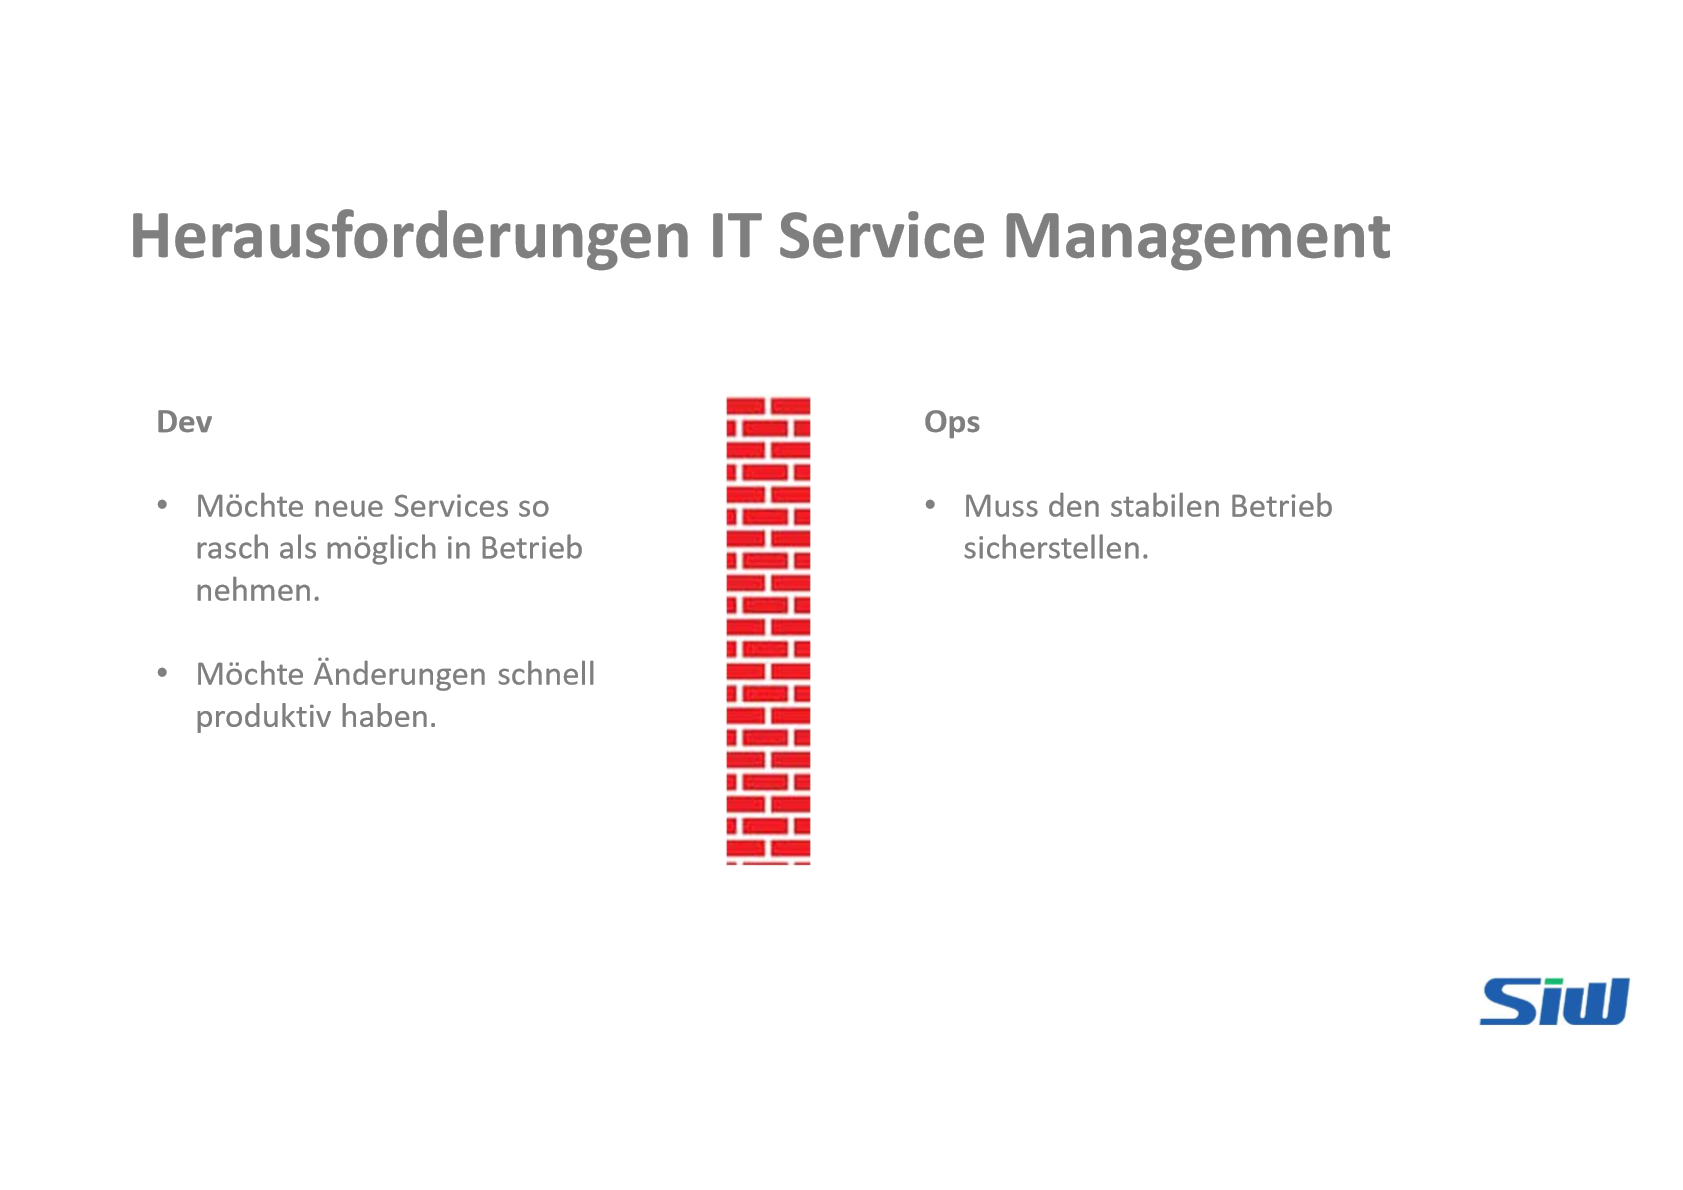 Herausforderungen IT Service Management
Dev
• Möchte neue Services so
rasch als möglich in Betrieb
nehmen.
• Möchte Änderungen schnell
produktiv haben.
Ops
• Muss den stabilen Betrieb
sicherstellen.
Siw